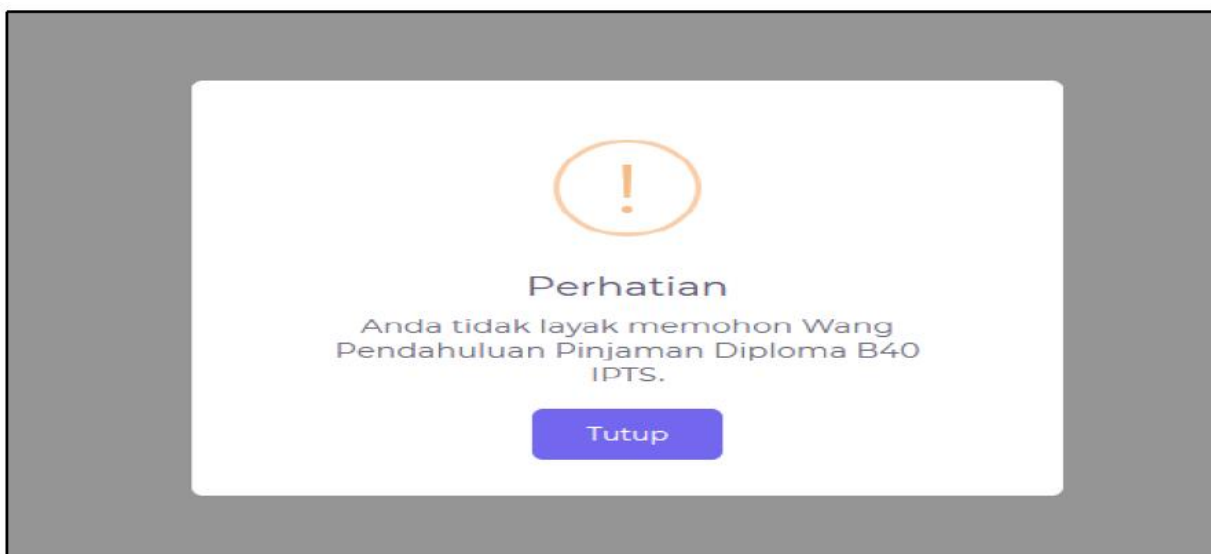 !
Perhatian
Anda tidak layak memohon Wang
Pendahuluan Pinjaman Diploma B40
IPTS.
Tutup